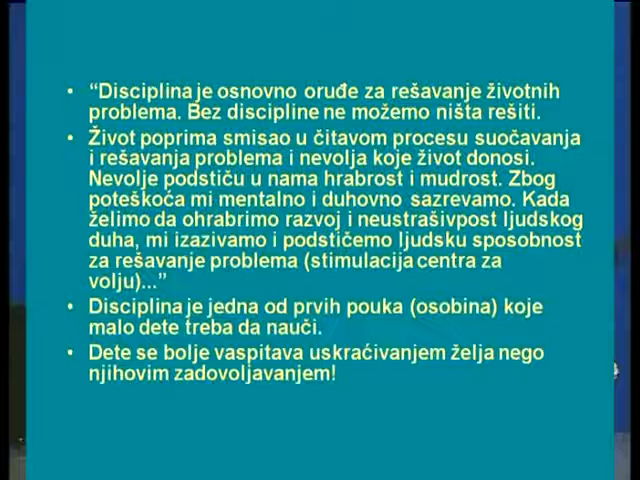 • “Disciplina je osnovno oruđe za rešavanje životnih
problema. Bez discipline ne možemo ništa rešiti.
• Život poprima smisao u čitavom procesu suočavanja
i rešavanja problema i nevolja koje život donosi.
Nevolje podstiču u nama hrabrost i mudrost. Zbog
poteškoća mi mentalno i duhovno sazrevamo. Kada
želimo da ohrabrimo razvoj i neustrašivpost ljudskog
duha, mi izazivamo i podstičemo ljudsku sposobnost
za rešavanje problema (stimulacija centra za
volju)...”
• Disciplina je jedna od prvih pouka (osobina) koje
malo dete treba da nauči.
• Dete se bolje vaspitava uskraćivanjem želja nego
njihovim zadovoljavanjem!